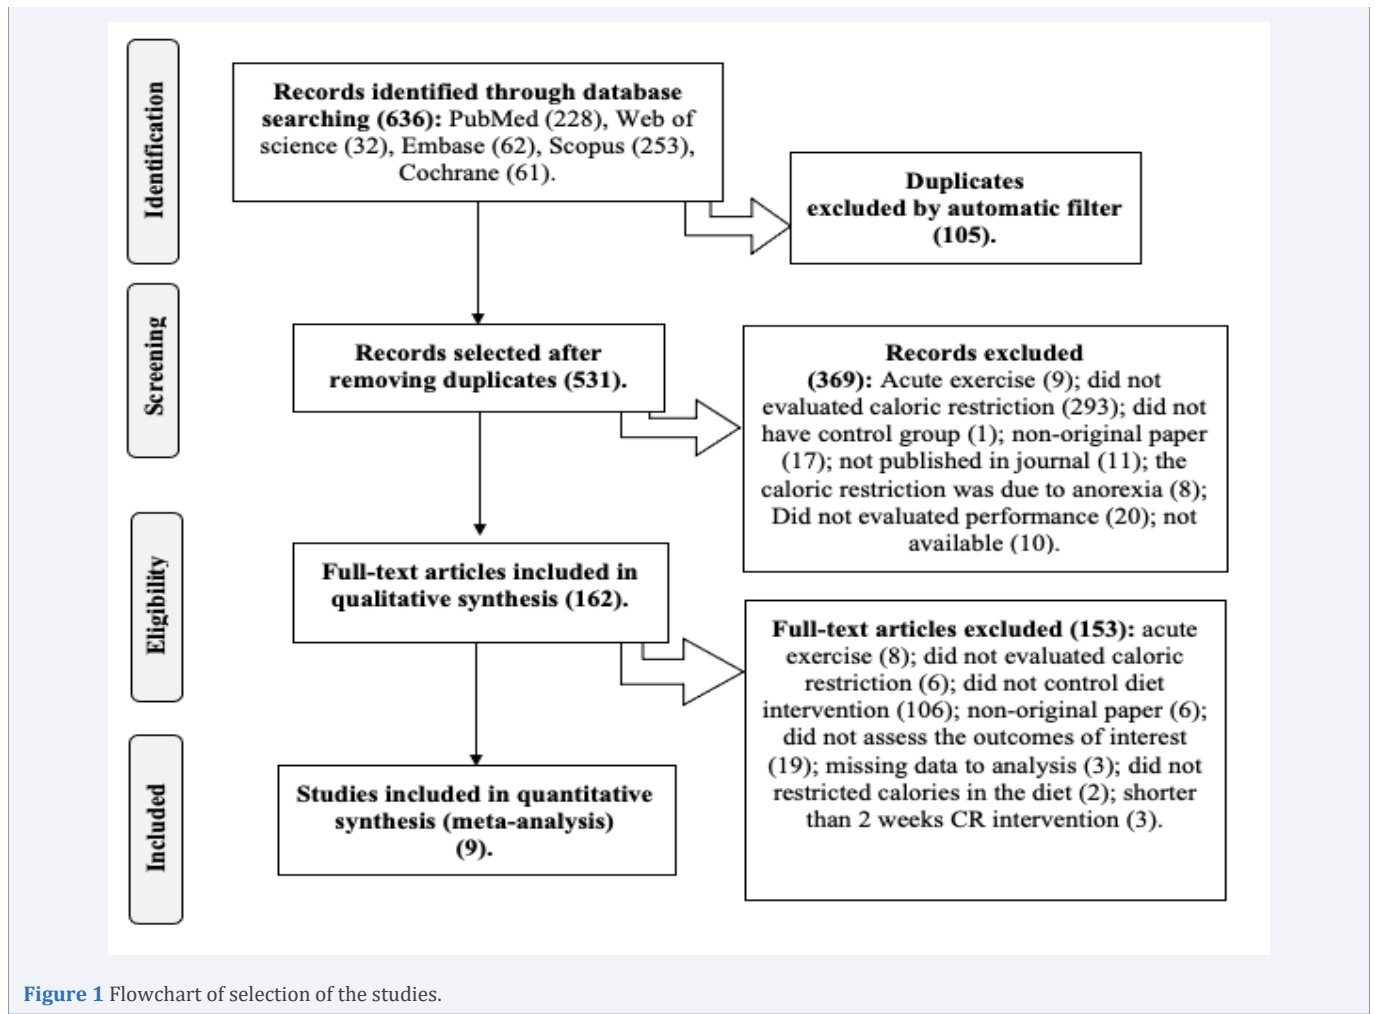 Identification
Records identified through database
searching (636): PubMed (228), Web of
science (32), Embase (62), Scopus (253),
Cochrane (61).
Duplicates
excluded by automatic filter
(105).
Screening
Records selected after
removing duplicates (531).
Records excluded
(369): Acute exercise (9); did not
evaluated caloric restriction (293); did not
have control group (1); non-original paper
(17); not published in journal (11); the
caloric restriction was due to anorexia (8);
Did not evaluated performance (20); not
available (10).
Eligibility
Full-text articles included in
qualitative synthesis (162).
Full-text articles excluded (153): acute
exercise (8); did not evaluated caloric
restriction (6); did not control diet
intervention (106); non-original paper (6);
did not assess the outcomes of interest
(19); missing data to analysis (3); did not
restricted calories in the diet (2); shorter
than 2 weeks CR intervention (3).
Included
Studies included in quantitative
synthesis (meta-analysis)
(9).
Figure 1 Flowchart of selection of the studies.